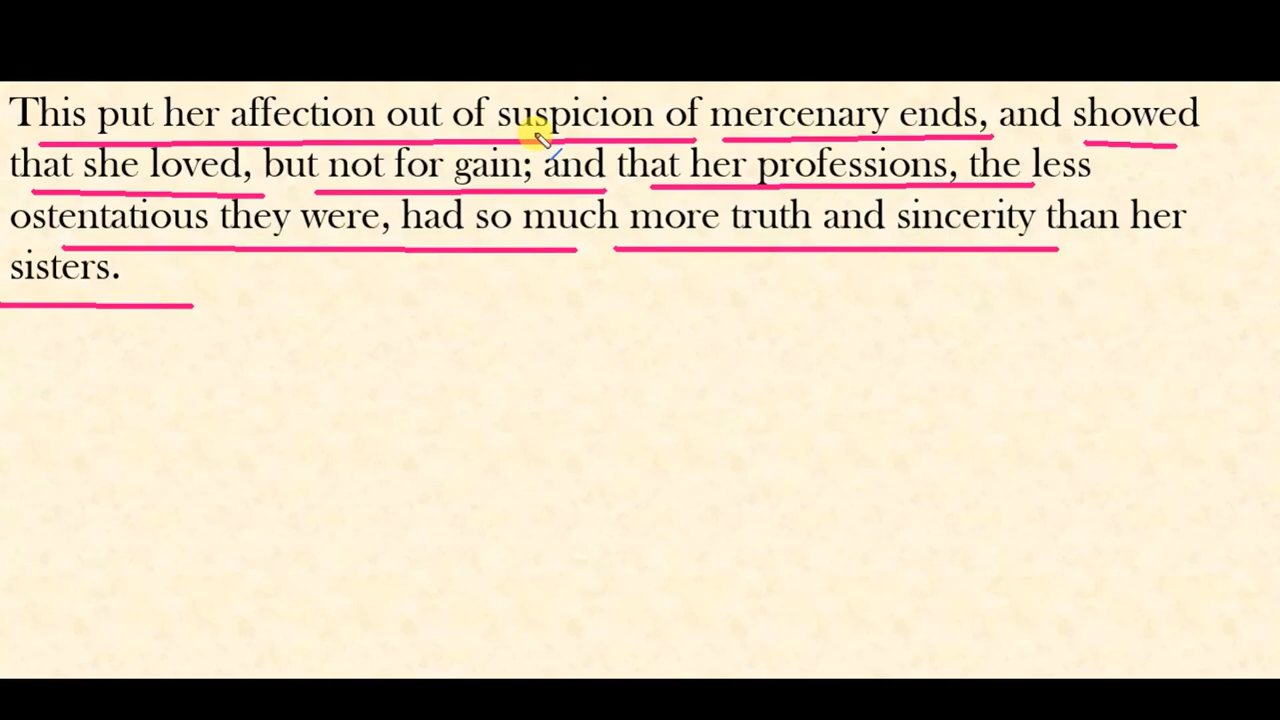 This put her affection out of suspicion of mercenary ends, and showed
that she loved, but not for gain; and that her professions, the less
ostentatious they were, had so much more truth and sincerity than her
sisters.